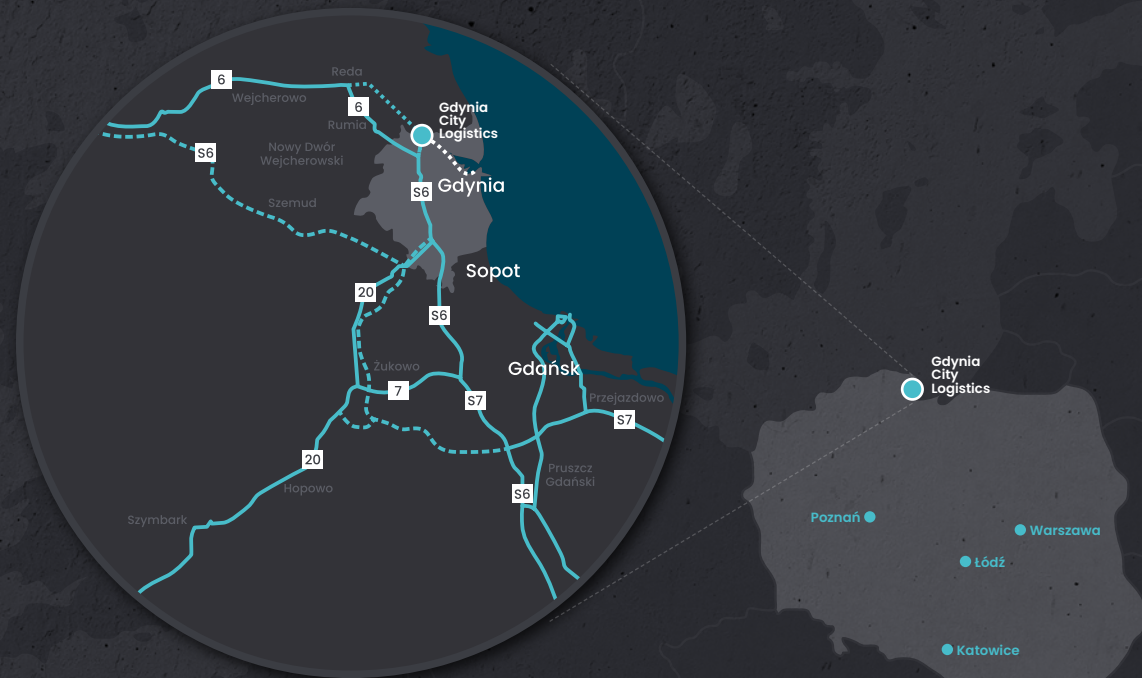 Reda
6
Wejcherowo
6
Rumia
Gdynia
City
Logistics
S6
Nowy Dwór
Wejcherowski
Gdynia
S6
Szemud
Sopot
20
S6
Żukowo
Gdańsk
7
S7
Przejazdowo
S7
20
Pruszcz
Gdański
Hopowo
S6
Szymbark
Gdynia
City
Logistics
Poznań
Warszawa
Łódź
Katowice